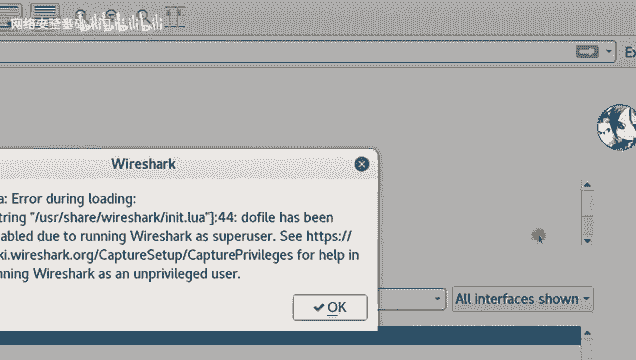 网络安全
bilibili
Ex
Wireshark
a: Error during loading:
string "/usr/share/wireshark/init.lua"]:44: dofile has been
abled due to running Wireshark as superuser. See https://
ki.wireshark.org/CaptureSetup/CapturePrivileges for help in
nning Wireshark as an unprivileged user.
OK
All interfaces shown